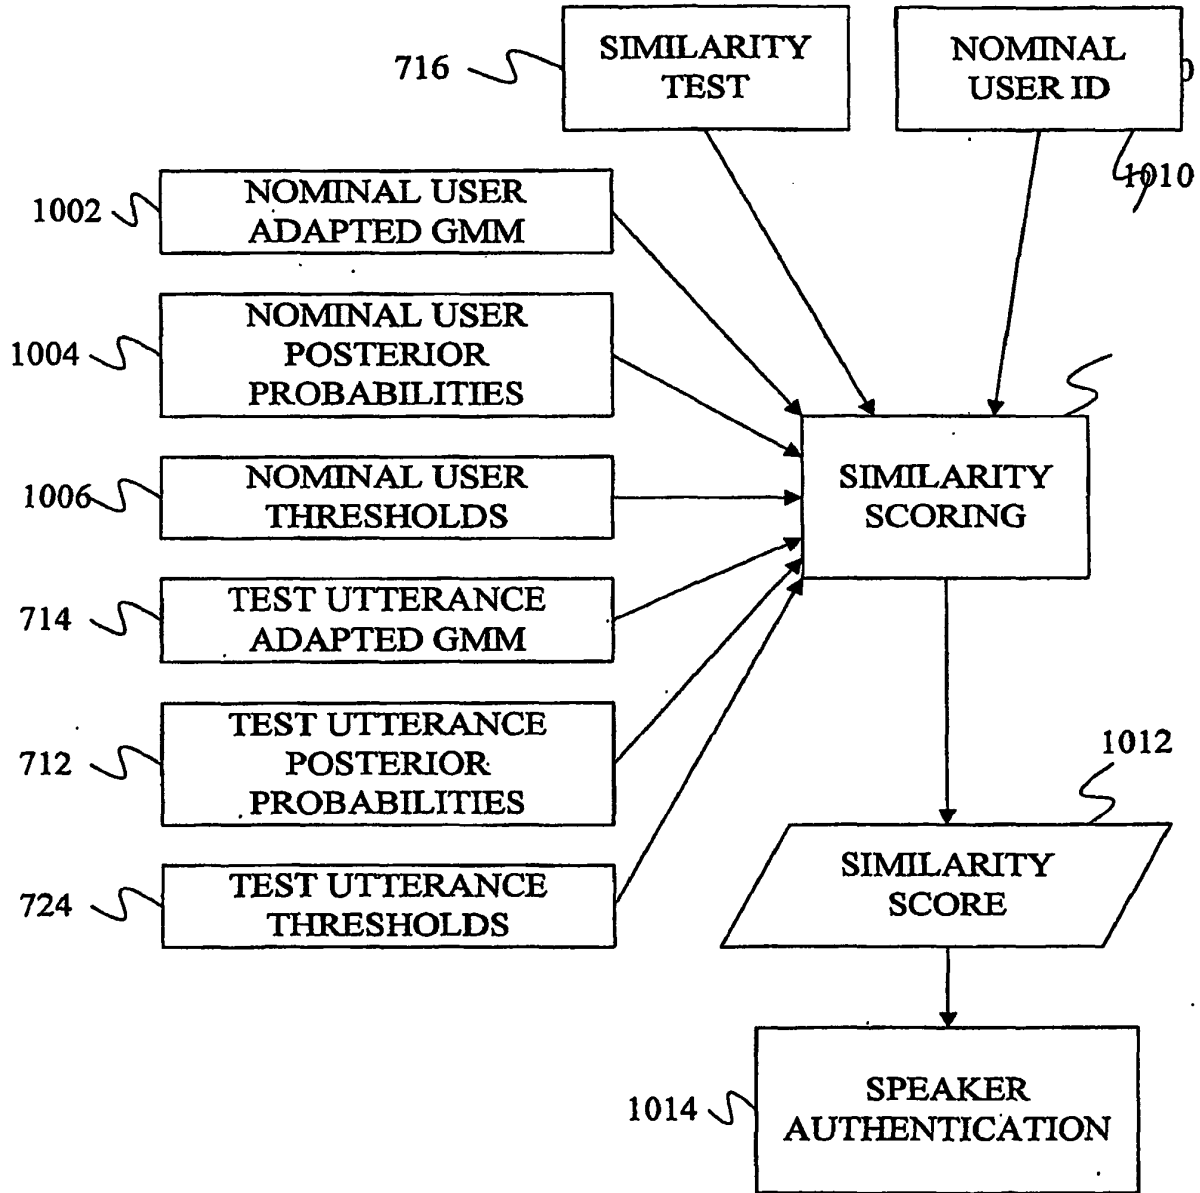 716
SIMILARITY
TEST
NOMINAL
USER ID
0
1010
1002
NOMINAL USER
ADAPTED GMM
1004
NOMINAL USER
POSTERIOR
PROBABILITIES
1006
NOMINAL USER
THRESHOLDS
SIMILARITY
SCORING
714
TEST UTTERANCE
ADAPTED GMM
712
TEST UTTERANCE
POSTERIOR
PROBABILITIES
724
TEST UTTERANCE
THRESHOLDS
1012
SIMILARITY
SCORE
1014
SPEAKER
AUTHENTICATION